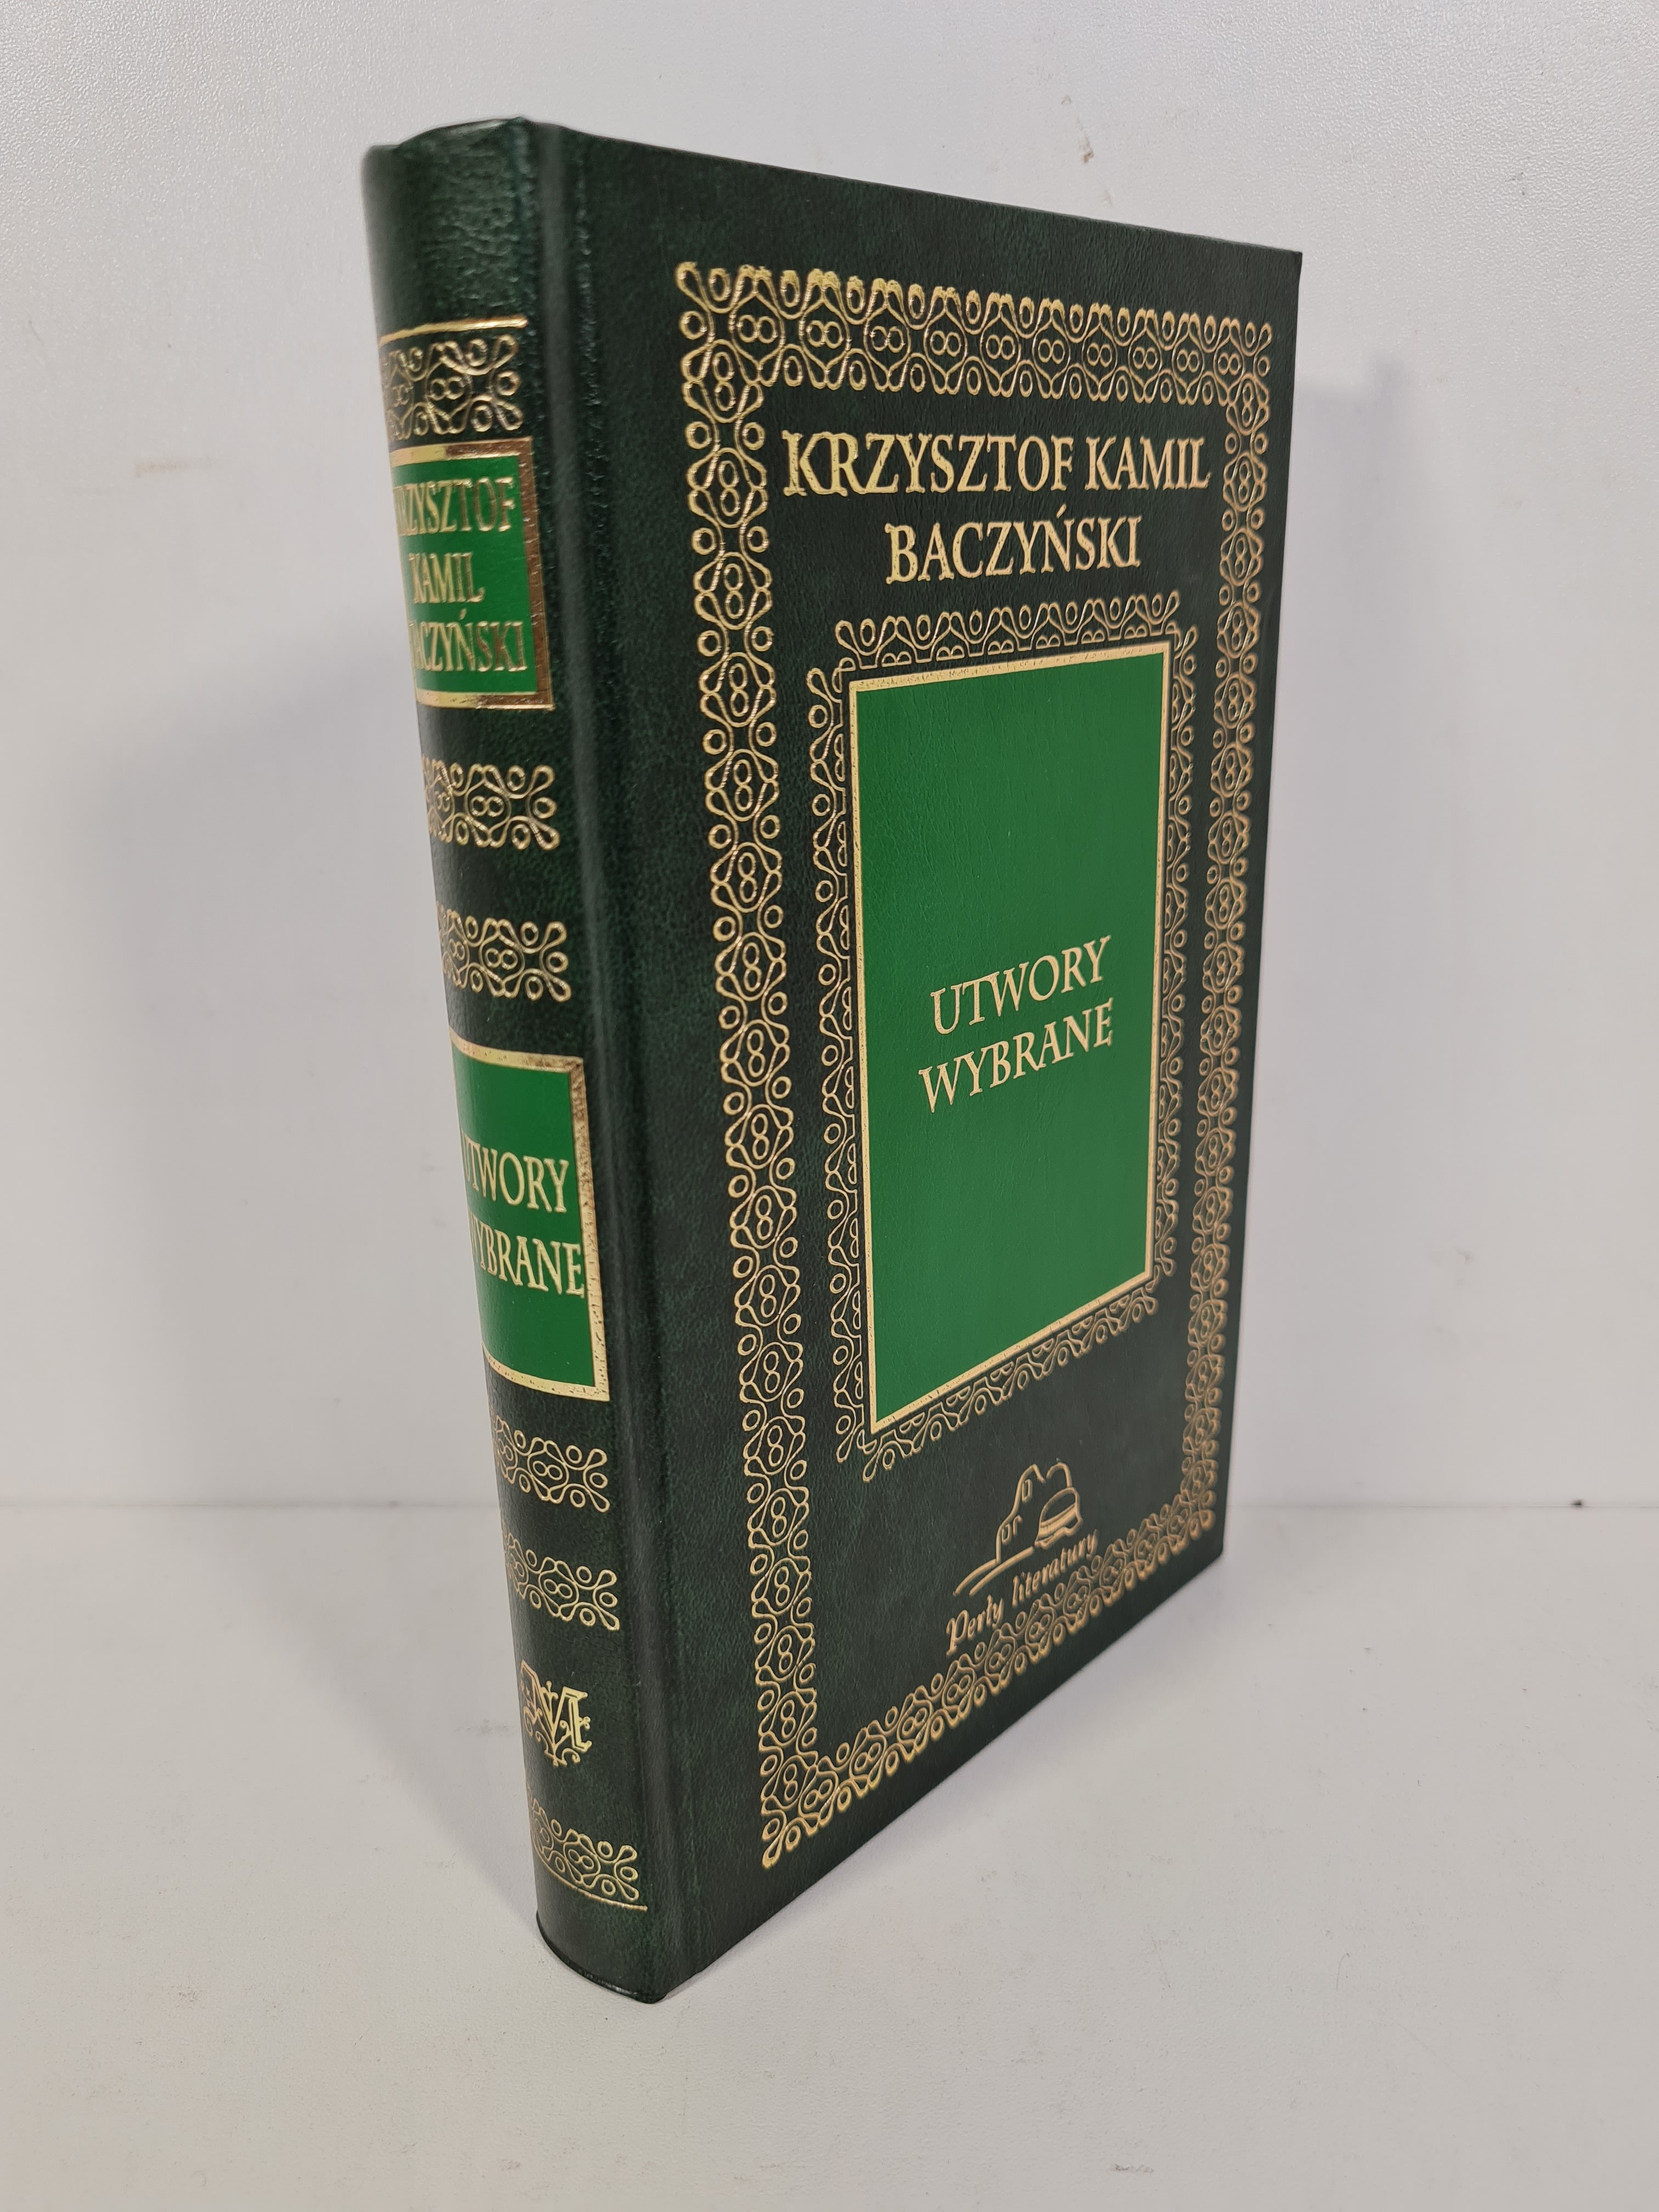 KRZYSZTOF
KAMIL
BACZYŃSKI
UTWORY
WYBRANE
KRZYSZTOF KAMIL
BACZYŃSKI
UTWORY
WYBRANE
Perły literatury